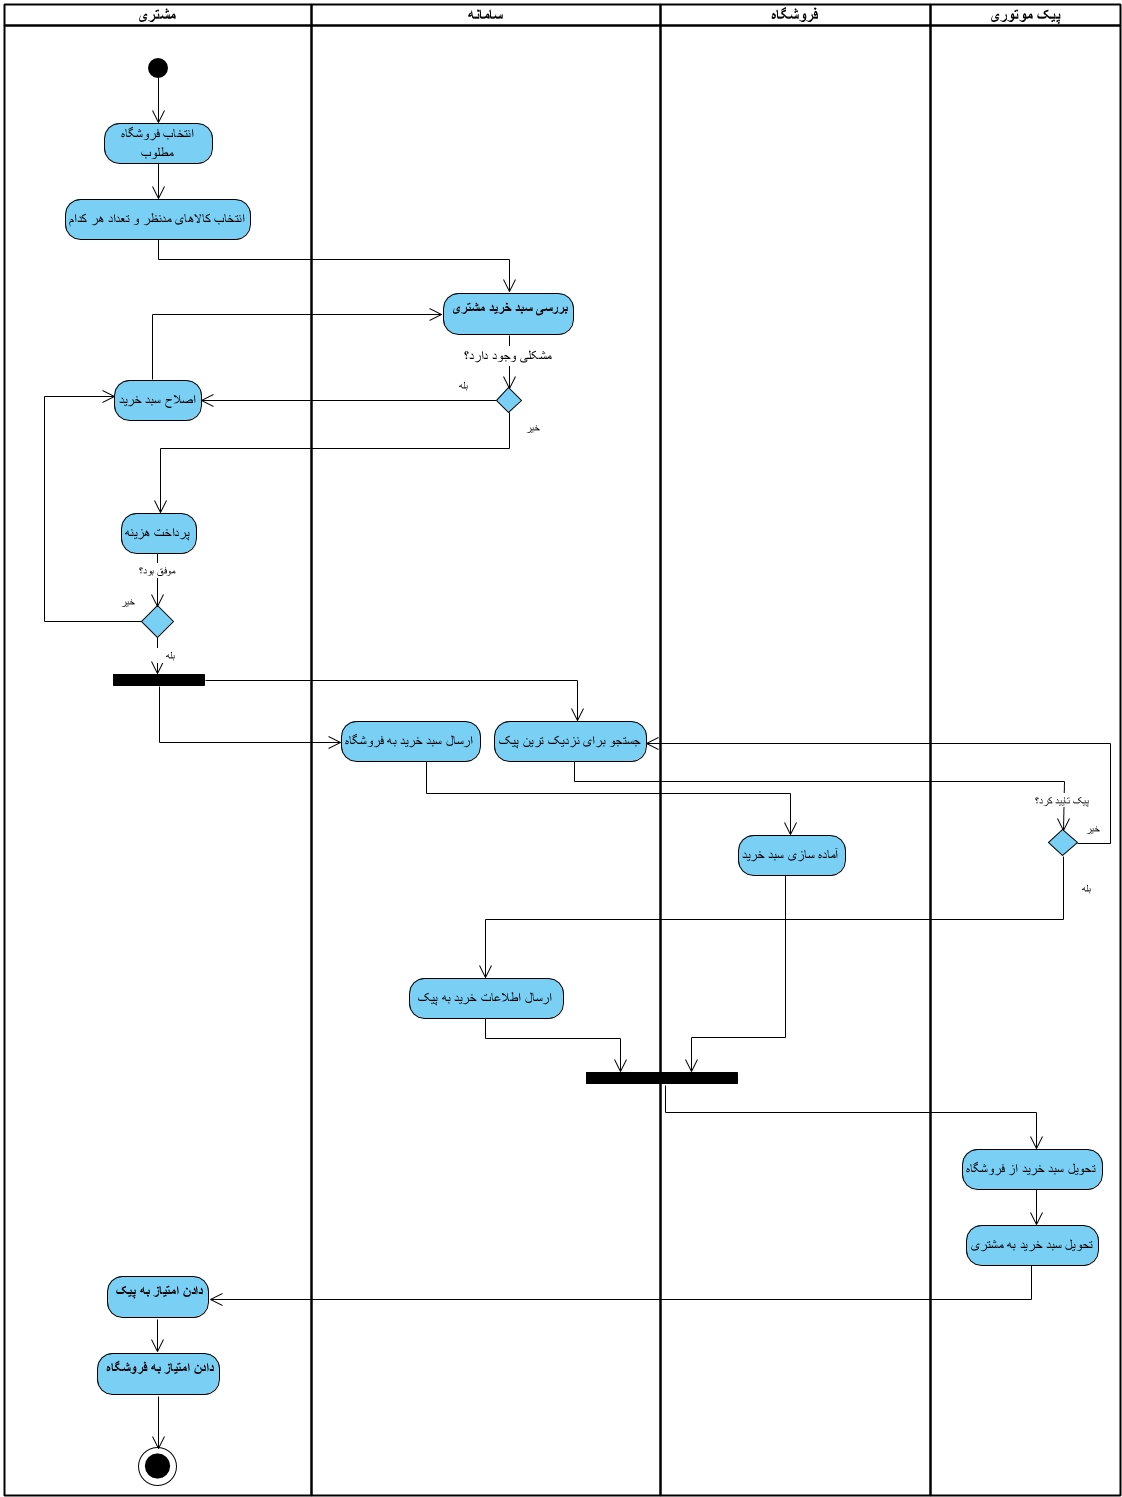 مشتری
سامانه
فروشگاه
پیک موتوری
انتخاب فروشگاه
مطلوب
انتخاب کالاهای مدنظر و تعداد هر کدام
بررسی سبد خرید مشتری
مشکلی وجود دارد؟
بله
اصلاح سبد خرید
خیر
پرداخت هزینه
موفق بود؟
خیر
بله
ارسال سبد خرید به فروشگاه
جستجو برای نزدیک ترین پیک
پیک تایید کرد؟
خیر
آماده سازی سبد خرید
بله
ارسال اطلاعات خرید به پیک
تحویل سبد خرید از فروشگاه
تحویل سبد خرید به مشتری
دادن امتیاز به پیک
دادن امتیاز به فروشگاه